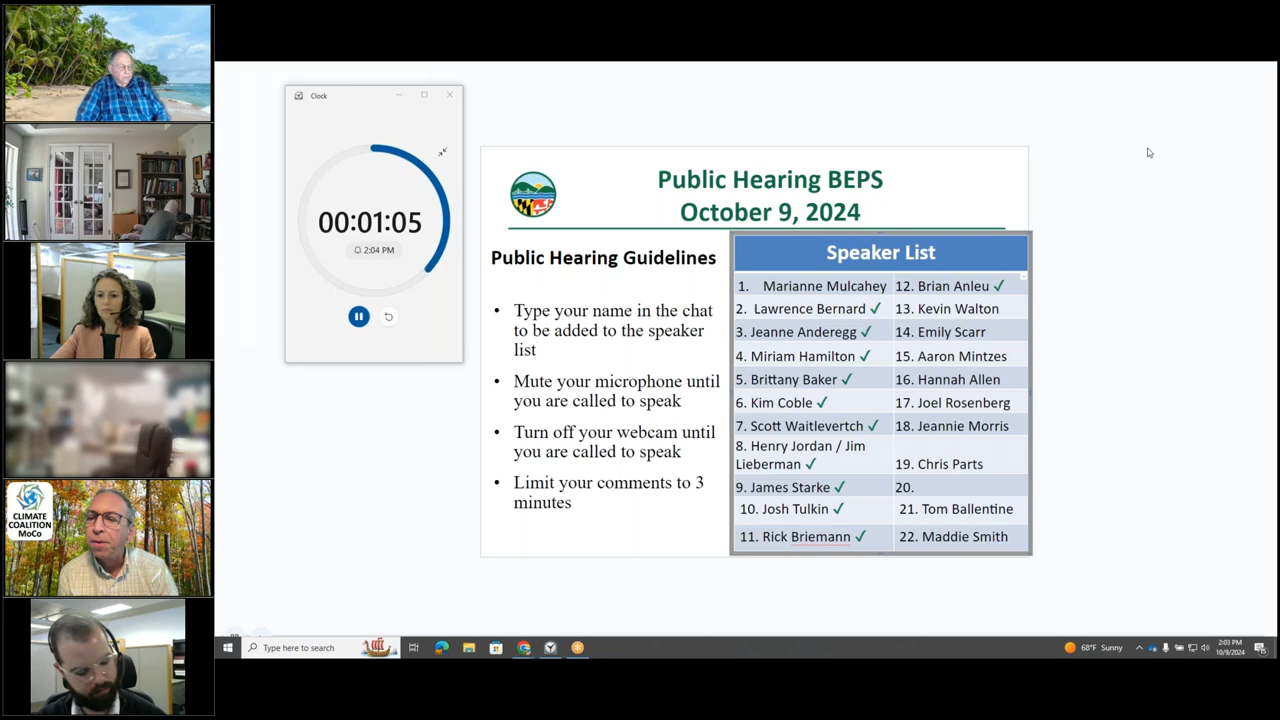 CLIMATE
COALITION
MoCo
Clock
00:01:05
2:04 PM
Public Hearing BEPS
October 9, 2024
Public Hearing Guidelines
• Type your name in the chat
to be added to the speaker
list
• Mute your microphone until
you are called to speak
• Turn off your webcam until
you are called to speak
• Limit your comments to 3
minutes
Speaker List
1. Marianne Mulcahey
12. Brian Anleu ✓
2. Lawrence Bernard ✓
13. Kevin Walton
3. Jeanne Anderegg ✓
14. Emily Scarr
4. Miriam Hamilton ✓
15. Aaron Mintzes
5. Brittany Baker ✓
16. Hannah Allen
6. Kim Coble ✓
17. Joel Rosenberg
7. Scott Waitlevertch ✓
18. Jeannie Morris
8. Henry Jordan / Jim
Lieberman ✓
19. Chris Parts
9. James Starke ✓
20.
10. Josh Tulkin ✓
21. Tom Ballentine
11. Rick Briemann ✓
22. Maddie Smith
Type here to search
68°F Sunny
2:03 PM
10/9/2024